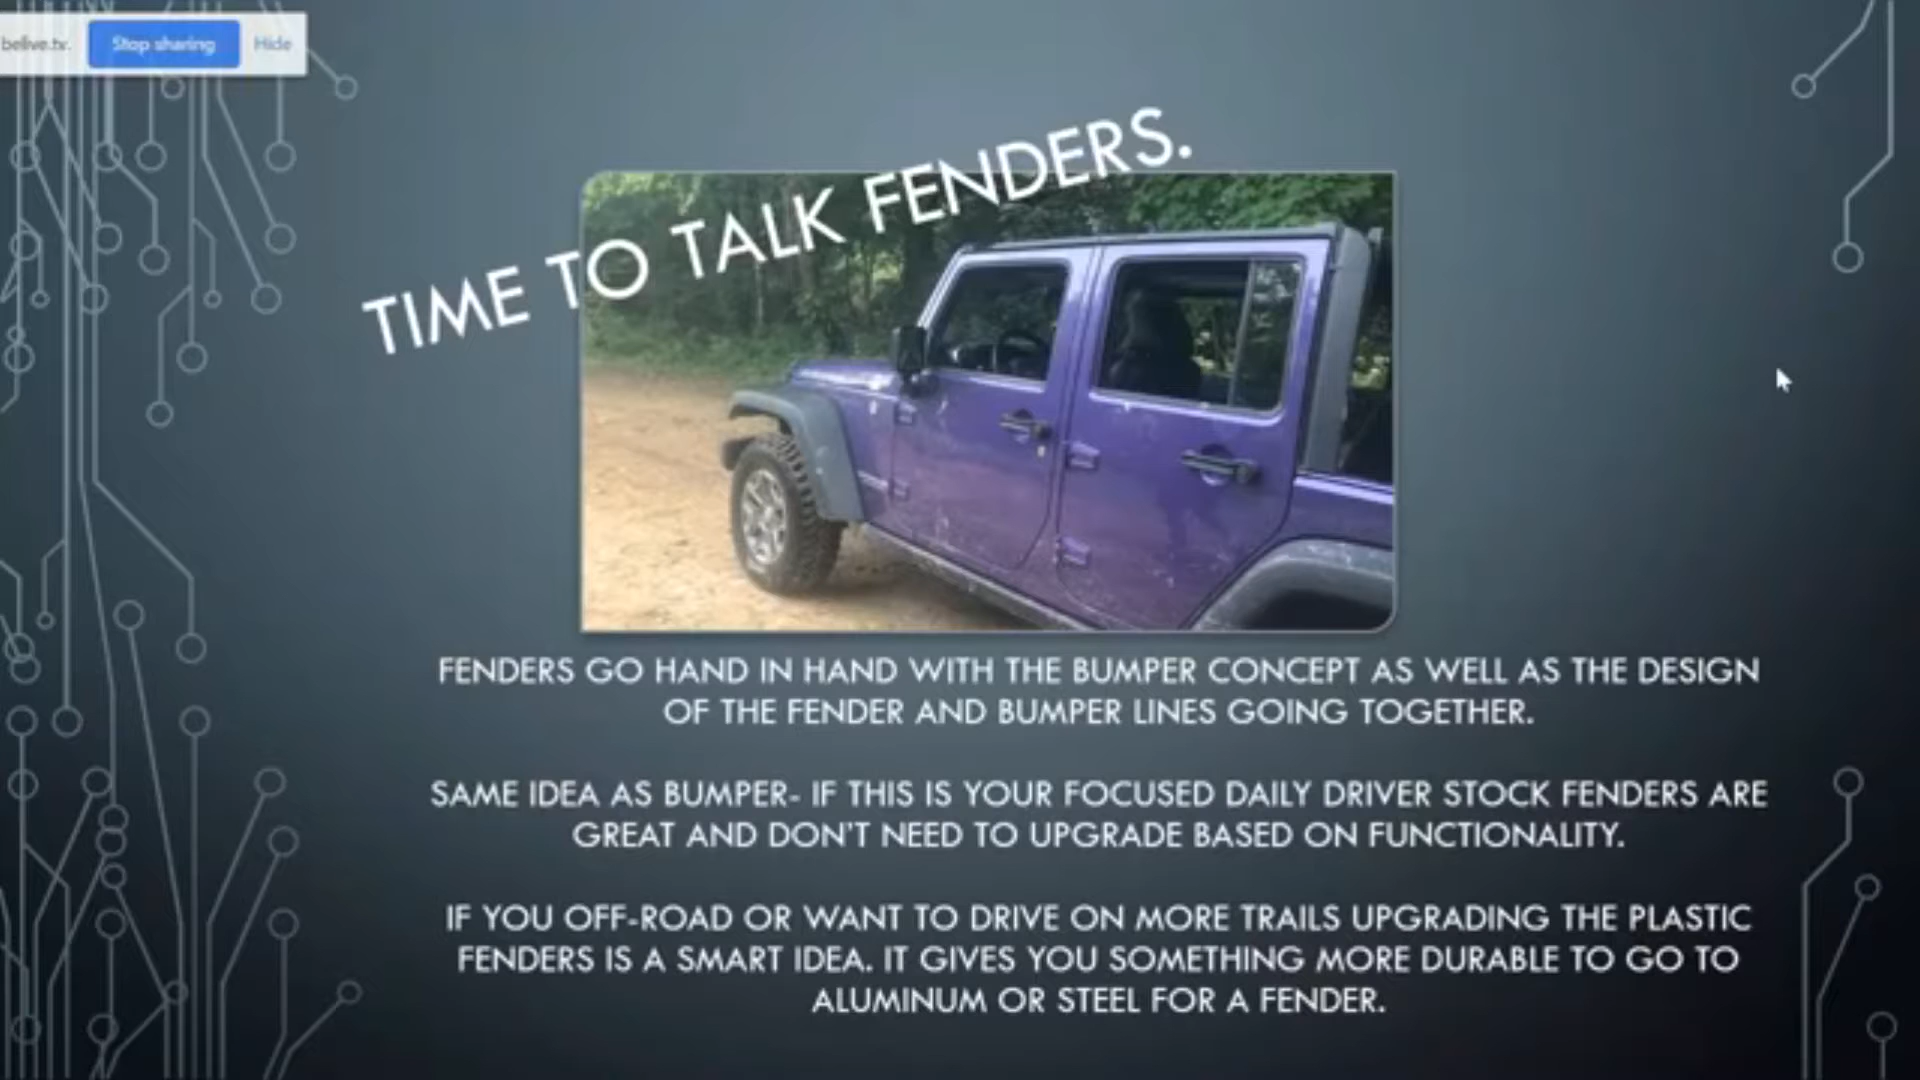 belive.tv.
Stop sharing
Hide
TIME TO TALK FENDERS.
FENDERS GO HAND IN HAND WITH THE BUMPER CONCEPT AS WELL AS THE DESIGN
OF THE FENDER AND BUMPER LINES GOING TOGETHER.
SAME IDEA AS BUMPER- IF THIS IS YOUR FOCUSED DAILY DRIVER STOCK FENDERS ARE
GREAT AND DON'T NEED TO UPGRADE BASED ON FUNCTIONALITY.
IF YOU OFF-ROAD OR WANT TO DRIVE ON MORE TRAILS UPGRADING THE PLASTIC
FENDERS IS A SMART IDEA. IT GIVES YOU SOMETHING MORE DURABLE TO GO TO
ALUMINUM OR STEEL FOR A FENDER.